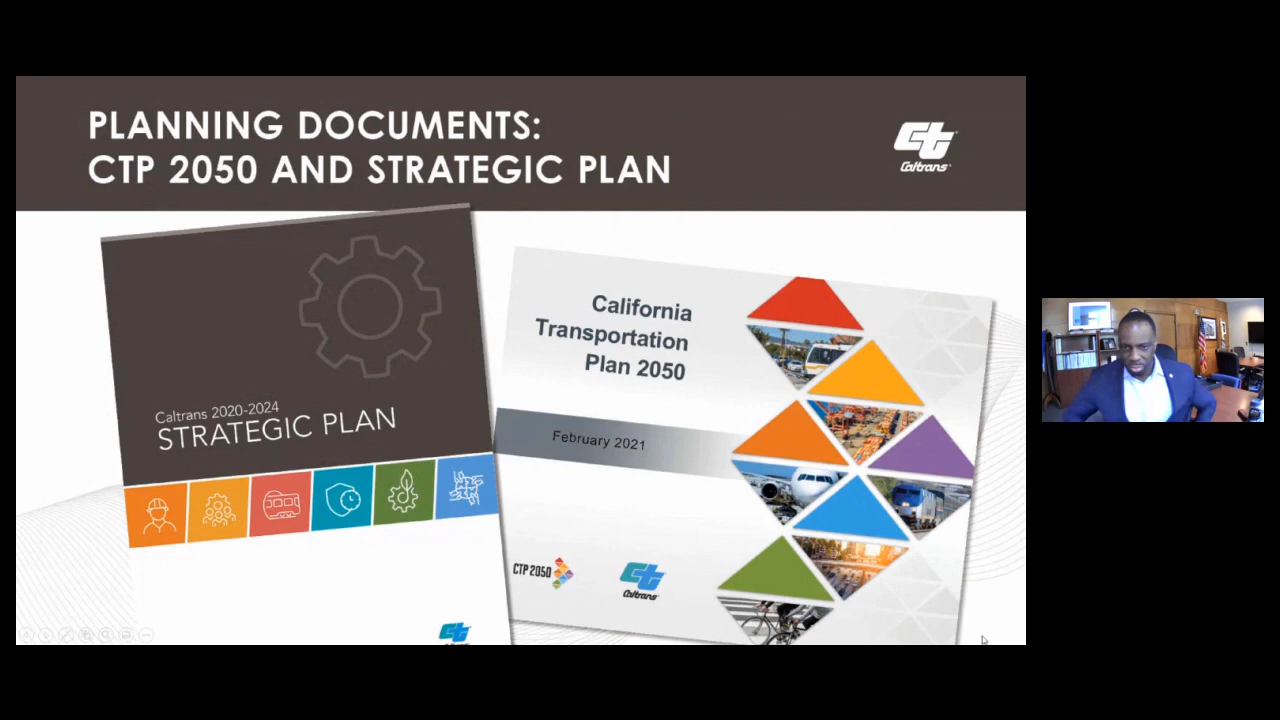 PLANNING DOCUMENTS:
CTP 2050 AND STRATEGIC PLAN
Caltrans
Caltrans 2020-2024
STRATEGIC PLAN
California
Transportation
Plan 2050
February 2021
CTP 2050
Caltrans